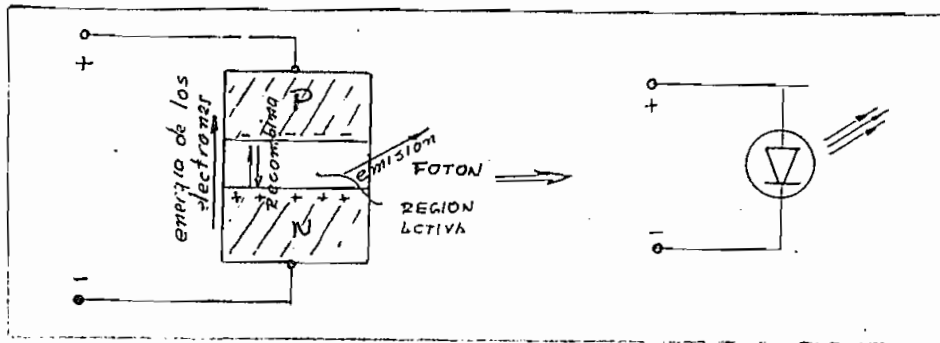 +
energia de los
electrones
P
- - - - -
Recombina
emision
FOTON
+ + + + +
REGION
ACTIVA
N
-
+
-